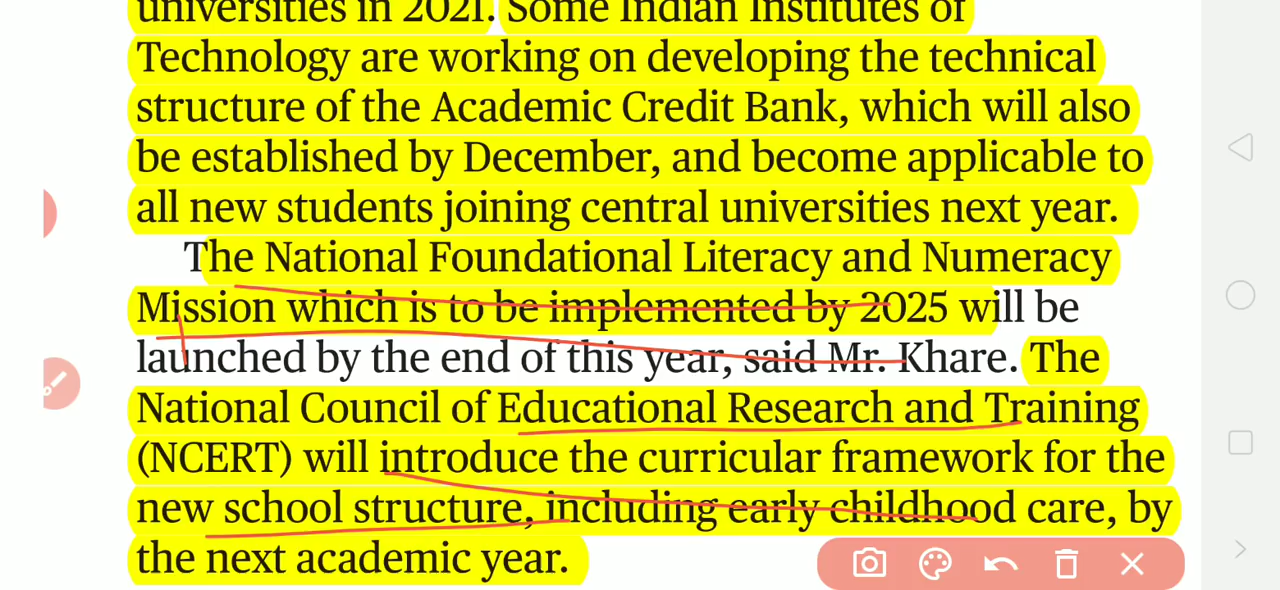 universities in 2021. Some Indian Institutes of
Technology are working on developing the technical
structure of the Academic Credit Bank, which will also
be established by December, and become applicable to
all new students joining central universities next year.
The National Foundational Literacy and Numeracy
Mission which is to be implemented by 2025 will be
launched by the end of this year, said Mr. Khare. The
National Council of Educational Research and Training
(NCERT) will introduce the curricular framework for the
new school structure, including early childhood care, by
the next academic year.